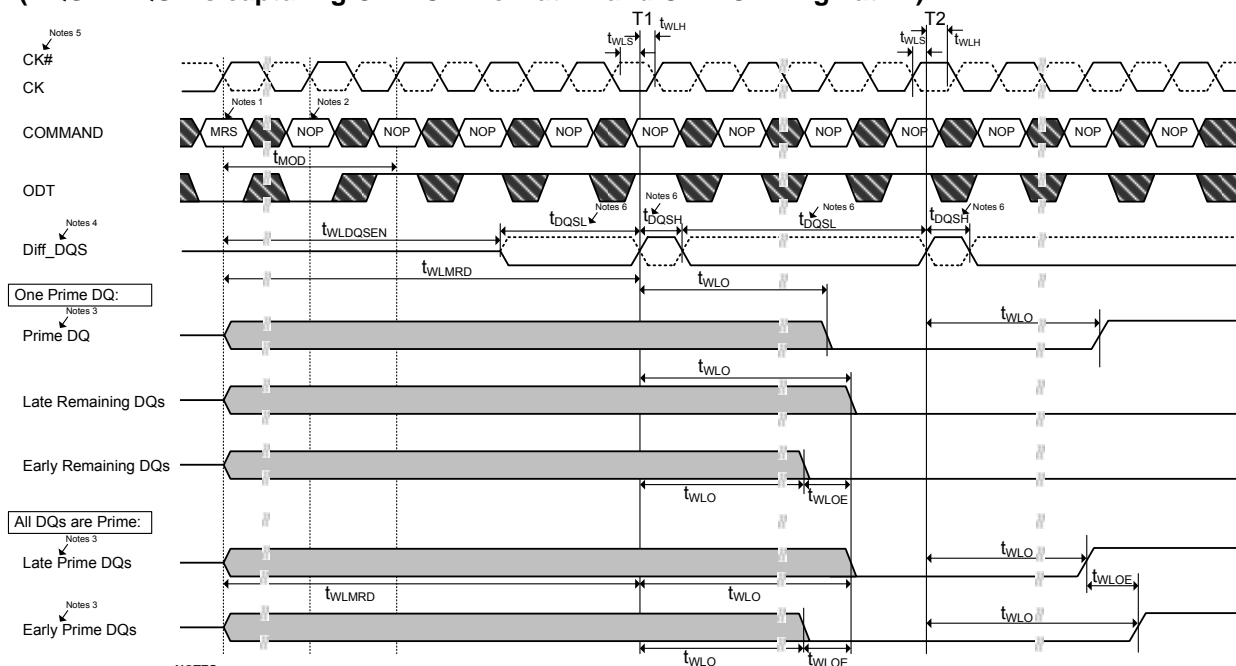 T1 T2
Notes 5 tWLS tWLH tWLS tWLH
CK#
CK
Notes 1 Notes 2
COMMAND MRS NOP NOP NOP NOP NOP NOP NOP NOP NOP NOP NOP
tMOD
ODT
Notes 4 Notes 6 Notes 6 Notes 6 Notes 6
tWLDQSEN tDQSL tDQSH tDQSL tDQSH
Diff_DQS
tWLMRD tWLO
One Prime DQ:
Notes 3
Prime DQ tWLO
tWLO
Late Remaining DQs
Early Remaining DQs
tWLO tWLOE
All DQs are Prime:
Notes 3
Late Prime DQs tWLO
tWLMRD tWLO tWLOE
Notes 3
Early Prime DQs tWLO
tWLO tWLOE